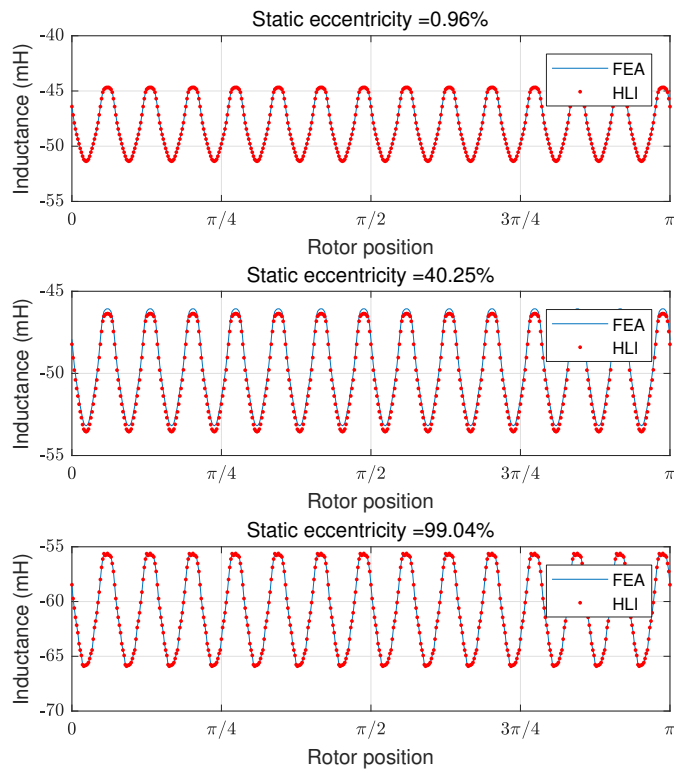 Static eccentricity =0.96%
-40
-45
-50
-55
Inductance (mH)
FEA
HLI
0
π/4
π/2
3π/4
π
Rotor position
Static eccentricity =40.25%
-45
-50
-55
Inductance (mH)
FEA
HLI
0
π/4
π/2
3π/4
π
Rotor position
Static eccentricity =99.04%
-55
-60
-65
-70
Inductance (mH)
FEA
HLI
0
π/4
π/2
3π/4
π
Rotor position